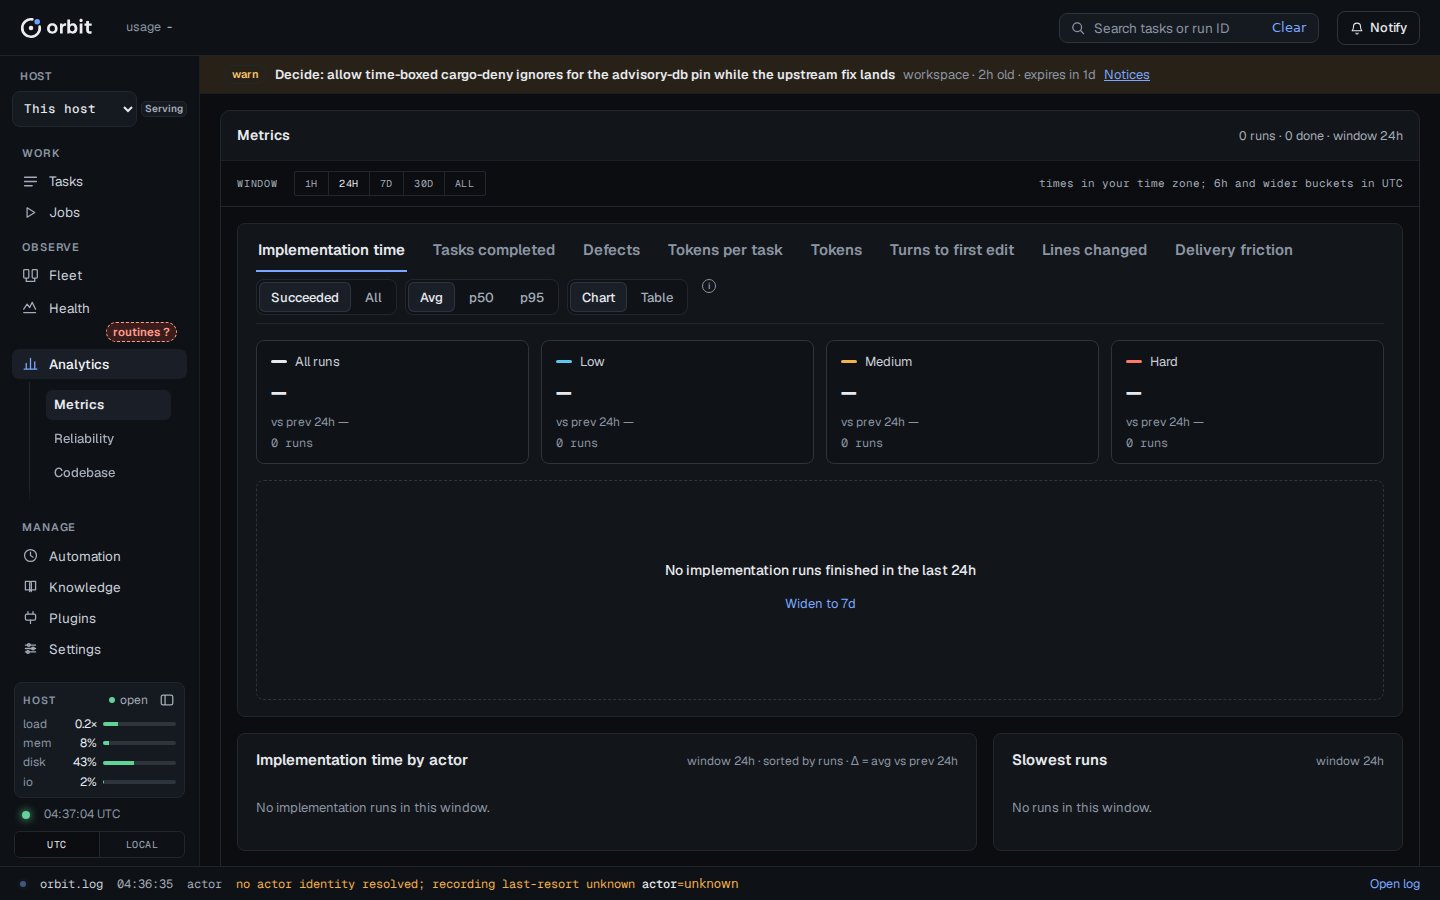 orbit
usage -
Search tasks or run ID
Clear
Notify
HOST
This host
Serving
warn Decide: allow time-boxed cargo-deny ignores for the advisory-db pin while the upstream fix lands workspace · 2h old · expires in 1d Notices
WORK
Tasks
Jobs
OBSERVE
Fleet
Health
routines ?
Analytics
Metrics
Reliability
Codebase
MANAGE
Automation
Knowledge
Plugins
Settings
HOST open
load 0.2×
mem 8%
disk 43%
io 2%
04:37:04 UTC
UTC LOCAL
Metrics
0 runs · 0 done · window 24h
WINDOW 1H 24H 7D 30D ALL
times in your time zone; 6h and wider buckets in UTC
Implementation time Tasks completed Defects Tokens per task Tokens Turns to first edit Lines changed Delivery friction
Succeeded All Avg p50 p95 Chart Table
All runs
—
vs prev 24h —
0 runs
Low
—
vs prev 24h —
0 runs
Medium
—
vs prev 24h —
0 runs
Hard
—
vs prev 24h —
0 runs
No implementation runs finished in the last 24h
Widen to 7d
Implementation time by actor
window 24h · sorted by runs · Δ = avg vs prev 24h
No implementation runs in this window.
Slowest runs
window 24h
No runs in this window.
orbit.log 04:36:35 actor no actor identity resolved; recording last-resort unknown actor=unknown
Open log